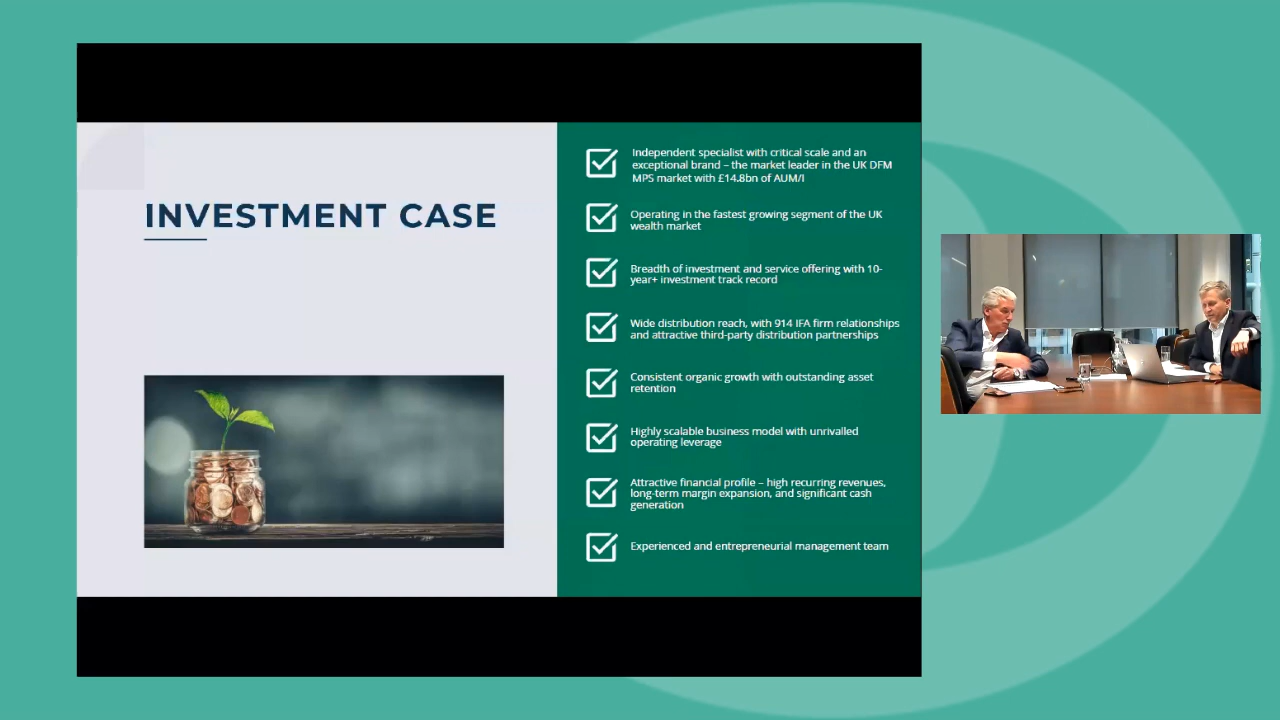 INVESTMENT CASE
Independent specialist with critical scale and an
exceptional brand – the market leader in the UK DFM
MPS market with £14.8bn of AUM/I
Operating in the fastest growing segment of the UK
wealth market
Breadth of investment and service offering with 10-
year+ investment track record
Wide distribution reach, with 914 IFA firm relationships
and attractive third-party distribution partnerships
Consistent organic growth with outstanding asset
retention
Highly scalable business model with unrivalled
operating leverage
Attractive financial profile – high recurring revenues,
long-term margin expansion, and significant cash
generation
Experienced and entrepreneurial management team